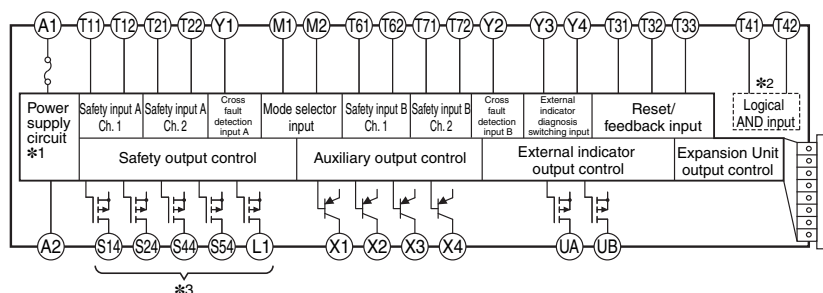 A1 T11 T12 T21 T22 Y1 M1 M2 T61 T62 T71 T72 Y2 Y3 Y4 T31 T32 T33 T41 T42
*2
Power
supply
circuit
*1
Safety input A
Ch. 1
Safety input A
Ch. 2
Cross
fault
detection
input A
Mode selector
input
Safety input B
Ch. 1
Safety input B
Ch. 2
Cross
fault
detection
input B
External
indicator
diagnosis
switching input
Reset/
feedback input
Logical
AND input
Safety output control
Auxiliary output control
External indicator
output control
Expansion Unit
output control
A2 S14 S24 S44 S54 L1 X1 X2 X3 X4 UA UB
*3